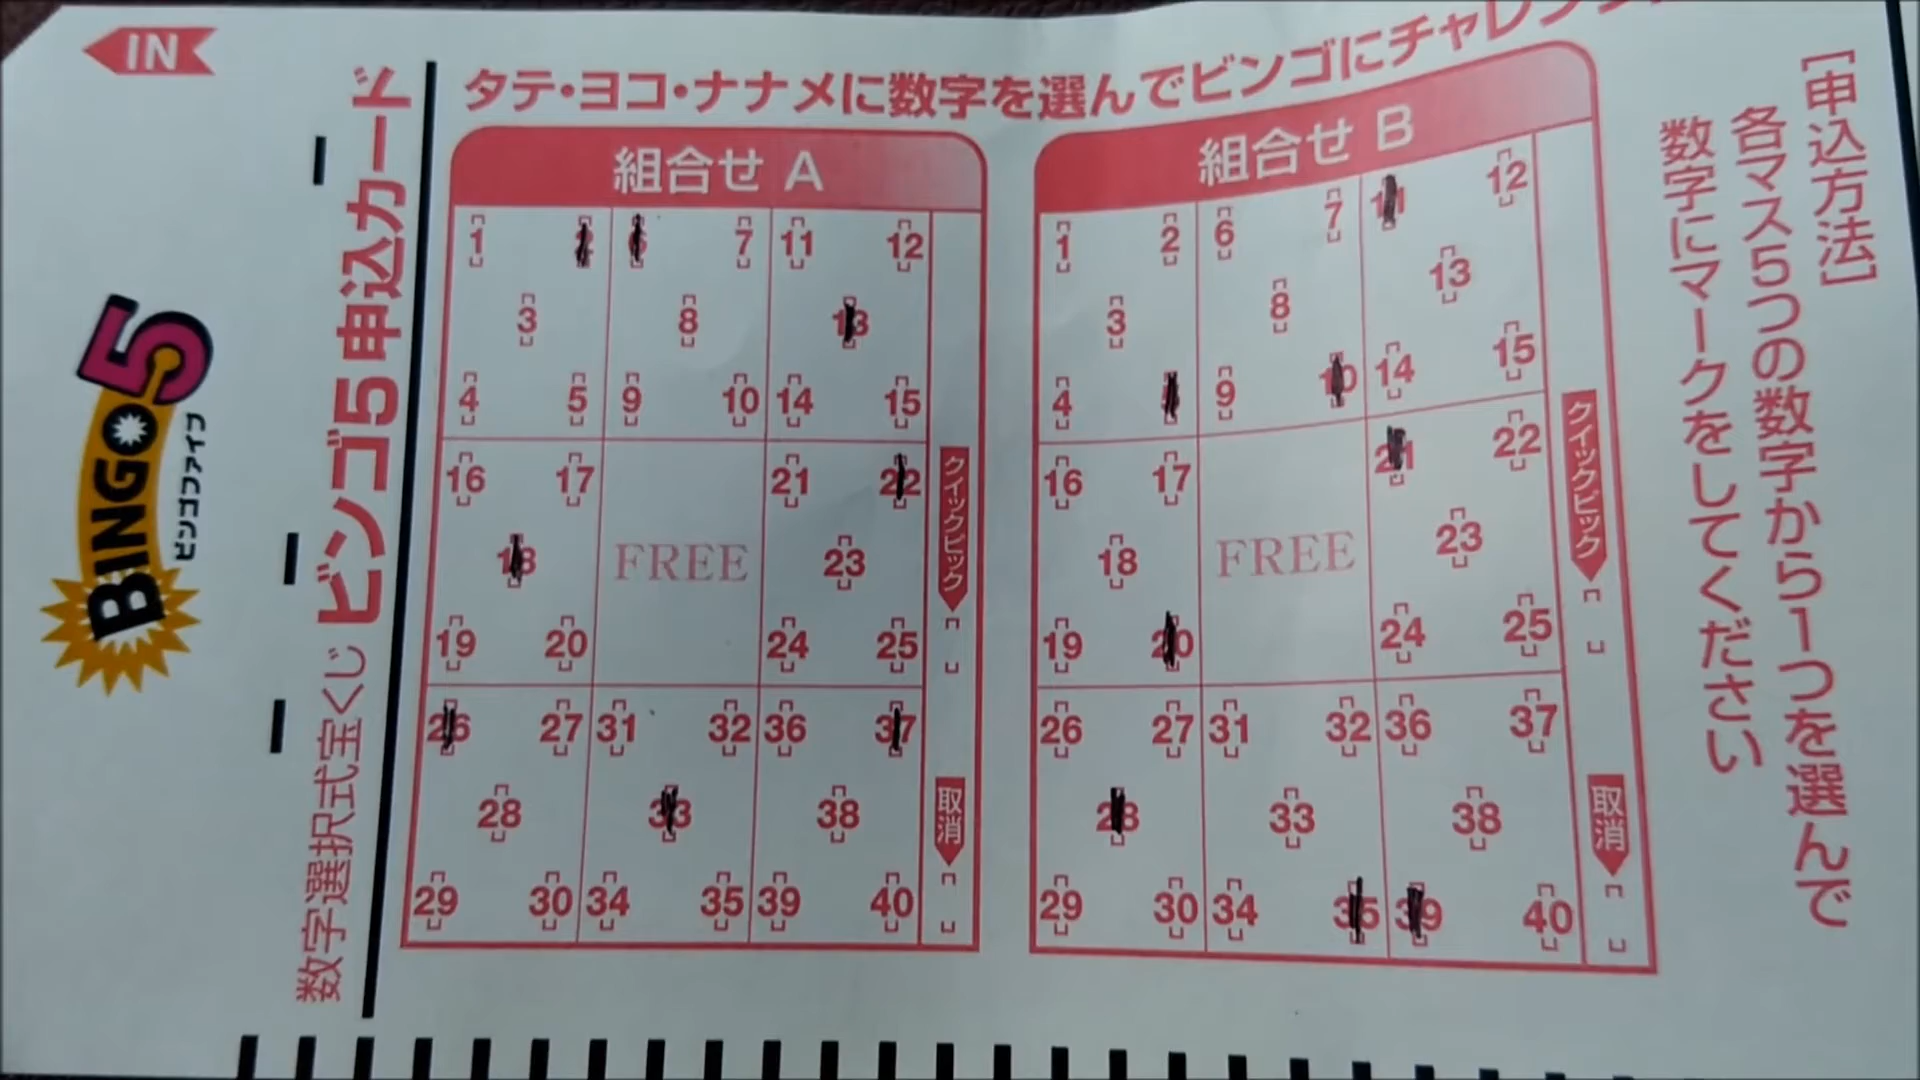 IN
BINGO5
ビンゴファイブ
数字選択式宝くじ ビンゴ5申込カード
タテ・ヨコ・ナナメに数字を選んでビンゴにチャレンジ
組合せ A
1 2 6 7 11 12
3 8 13
4 5 9 10 14 15
16 17 21 22
18 FREE 23
19 20 24 25
26 27 31 32 36 37
28 33 38
29 30 34 35 39 40
クイックピック
取消
組合せ B
1 2 6 7 11 12
3 8 13
4 5 9 10 14 15
16 17 21 22
18 FREE 23
19 20 24 25
26 27 31 32 36 37
28 33 38
29 30 34 35 39 40
クイックピック
取消
[申込方法]
各マス5つの数字から1つを選んで
数字にマークをしてください